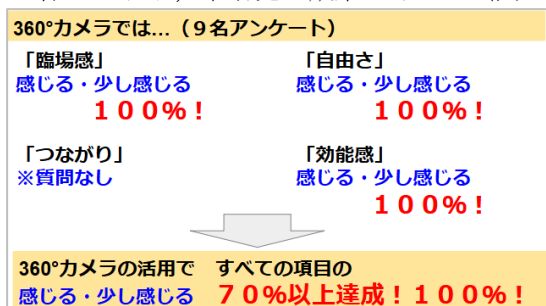 360°カメラでは…（９名アンケート）
「臨場感」
感じる・少し感じる
１００％！
「自由さ」
感じる・少し感じる
１００％！
「つながり」
※質問なし
「効能感」
感じる・少し感じる
１００％！
360°カメラの活用で　すべての項目の
感じる・少し感じる　７０％以上達成！１００％！